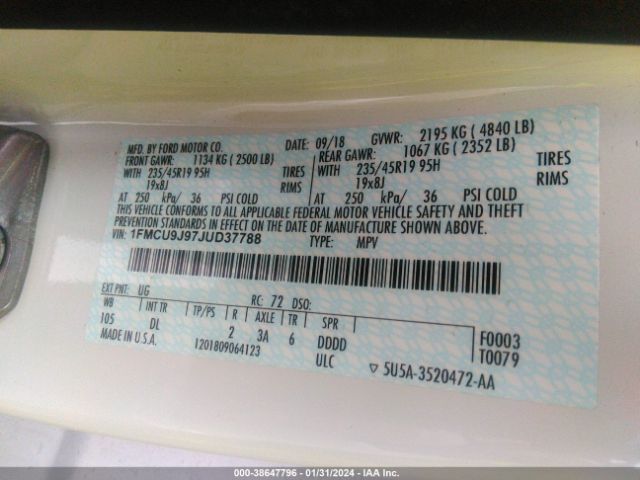 MFD. BY FORD MOTOR CO. DATE: 09/18 GVWR: 2195 KG ( 4840 LB)
FRONT GAWR: 1134 KG ( 2500 LB) REAR GAWR: 1067 KG ( 2352 LB)
WITH 235/45R19 95H TIRES WITH 235/45R19 95H TIRES
19x8J RIMS 19x8J RIMS
AT 250 kPa/ 36 PSI COLD AT 250 kPa/ 36 PSI COLD
THIS VEHICLE CONFORMS TO ALL APPLICABLE FEDERAL MOTOR VEHICLE SAFETY AND THEFT
PREVENTION STANDARDS IN EFFECT ON THE DATE OF MANUFACTURE SHOWN ABOVE.
VIN: 1FMCU9J97JUD37788 TYPE: MPV
EXT PNT: UG RC: 72 DSO:
WB INT TR TP/PS R AXLE TR SPR
105 DL 2 3A 6 DDDD F0003
MADE IN U.S.A. 1201809064123 ULC T0079
5U5A-3520472-AA
000-38647796 - 01/31/2024 - IAA Inc.